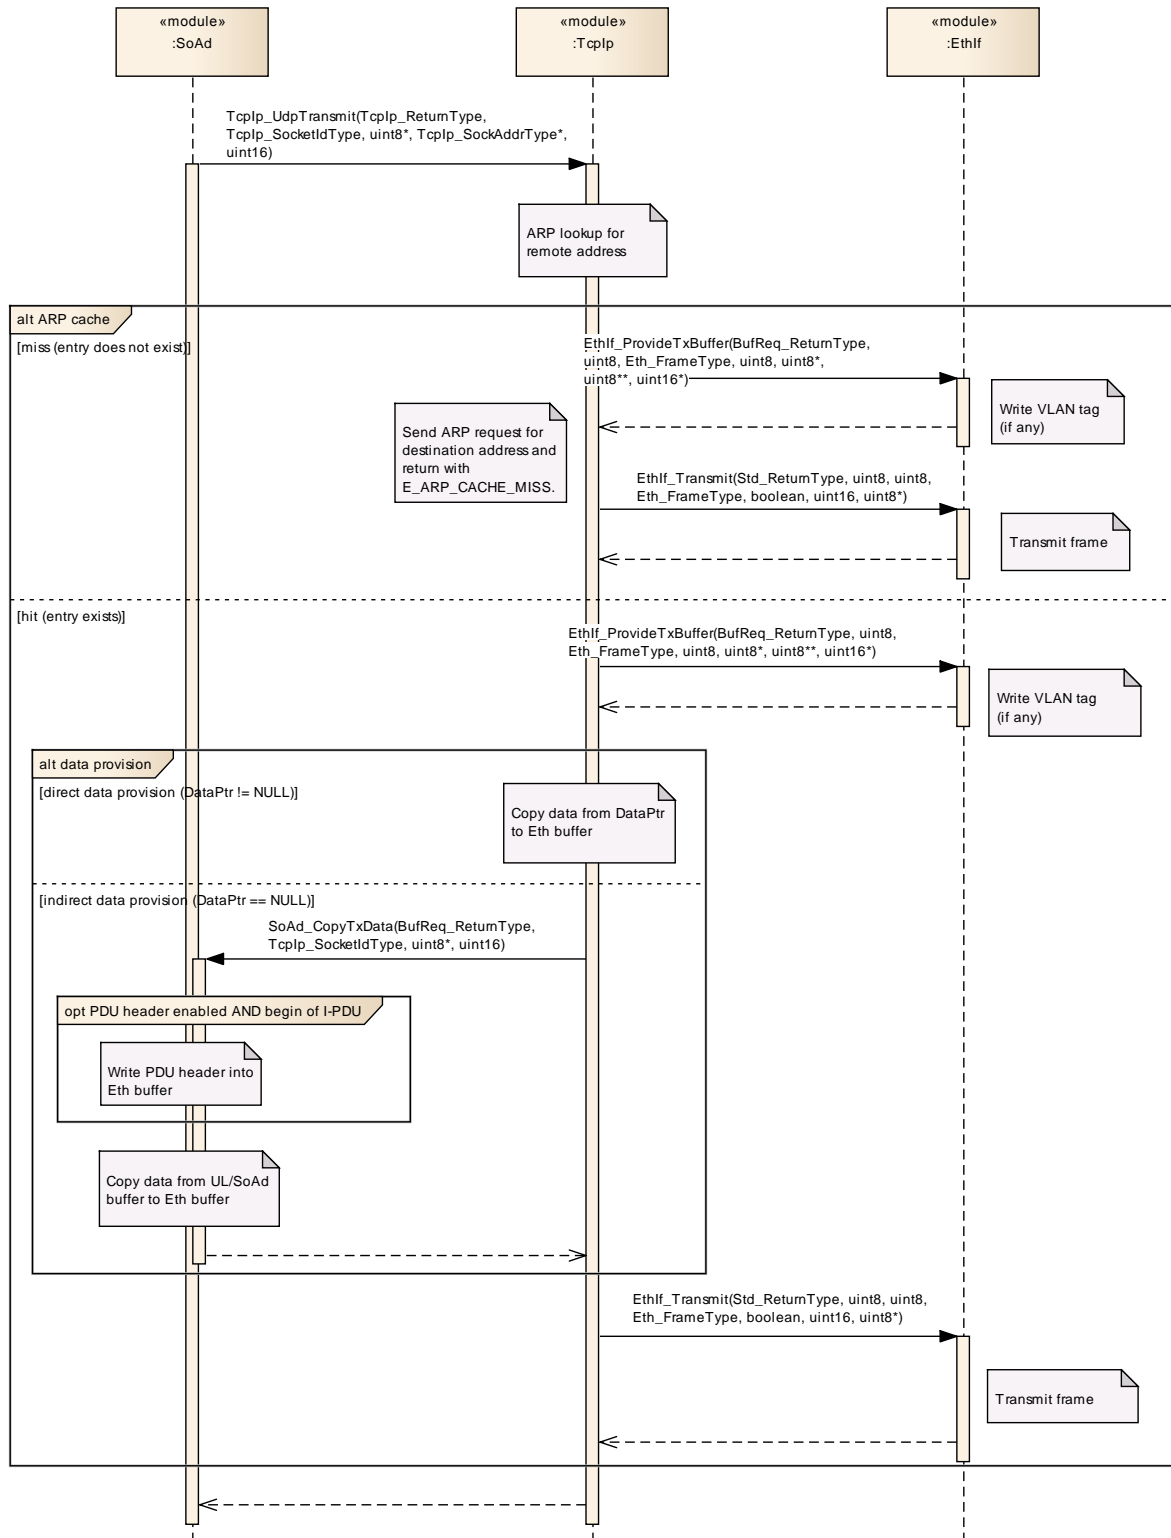 «module»
:SoAd
«module»
:TcpIp
«module»
:EthIf
TcpIp_UdpTransmit(TcpIp_ReturnType,
TcpIp_SocketIdType, uint8*, TcpIp_SockAddrType*,
uint16)
ARP lookup for
remote address
alt ARP cache
[miss (entry does not exist)]
EthIf_ProvideTxBuffer(BufReq_ReturnType,
uint8, Eth_FrameType, uint8, uint8*,
uint8**, uint16*)
Write VLAN tag
(if any)
Send ARP request for
destination address and
return with
E_ARP_CACHE_MISS.
EthIf_Transmit(Std_ReturnType, uint8, uint8,
Eth_FrameType, boolean, uint16, uint8*)
Transmit frame
[hit (entry exists)]
EthIf_ProvideTxBuffer(BufReq_ReturnType, uint8,
Eth_FrameType, uint8, uint8*, uint8**, uint16*)
Write VLAN tag
(if any)
alt data provision
[direct data provision (DataPtr != NULL)]
Copy data from DataPtr
to Eth buffer
[indirect data provision (DataPtr == NULL)]
SoAd_CopyTxData(BufReq_ReturnType,
TcpIp_SocketIdType, uint8*, uint16)
opt PDU header enabled AND begin of I-PDU
Write PDU header into
Eth buffer
Copy data from UL/SoAd
buffer to Eth buffer
EthIf_Transmit(Std_ReturnType, uint8, uint8,
Eth_FrameType, boolean, uint16, uint8*)
Transmit frame